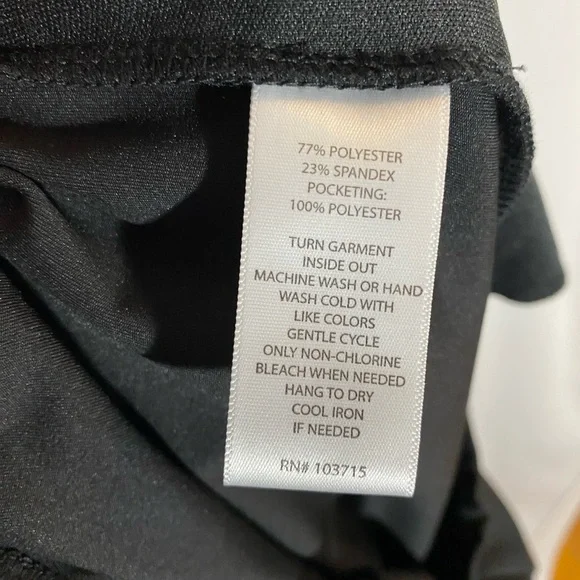 77% POLYESTER
23% SPANDEX
POCKETING:
100% POLYESTER
TURN GARMENT
INSIDE OUT
MACHINE WASH OR HAND
WASH COLD WITH
LIKE COLORS
GENTLE CYCLE
ONLY NON-CHLORINE
BLEACH WHEN NEEDED
HANG TO DRY
COOL IRON
IF NEEDED
RN# 103715